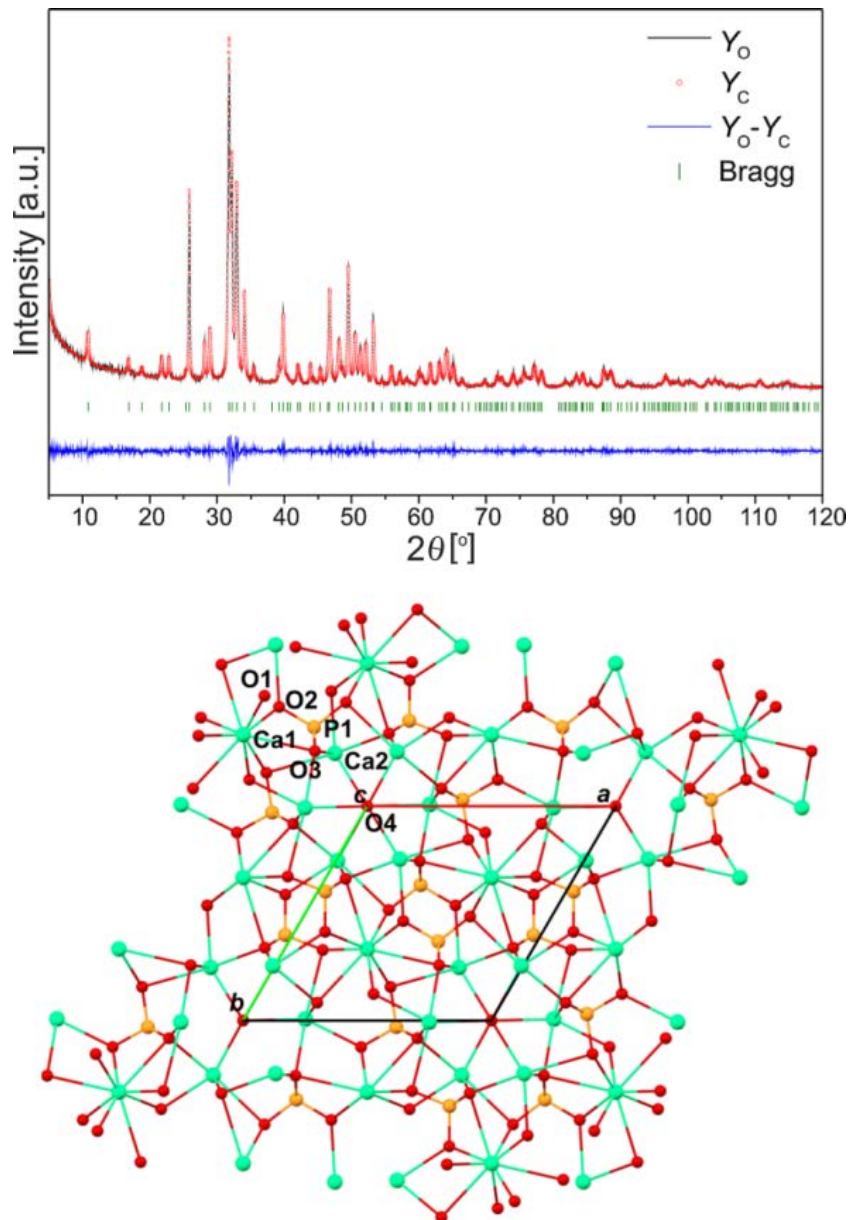 Intensity [a.u.]
Y_O
Y_C
Y_O-Y_C
Bragg
10 20 30 40 50 60 70 80 90 100 110 120
2θ[°]
O1
O2
P1
Ca1
O3
Ca2
c
a
O4
b